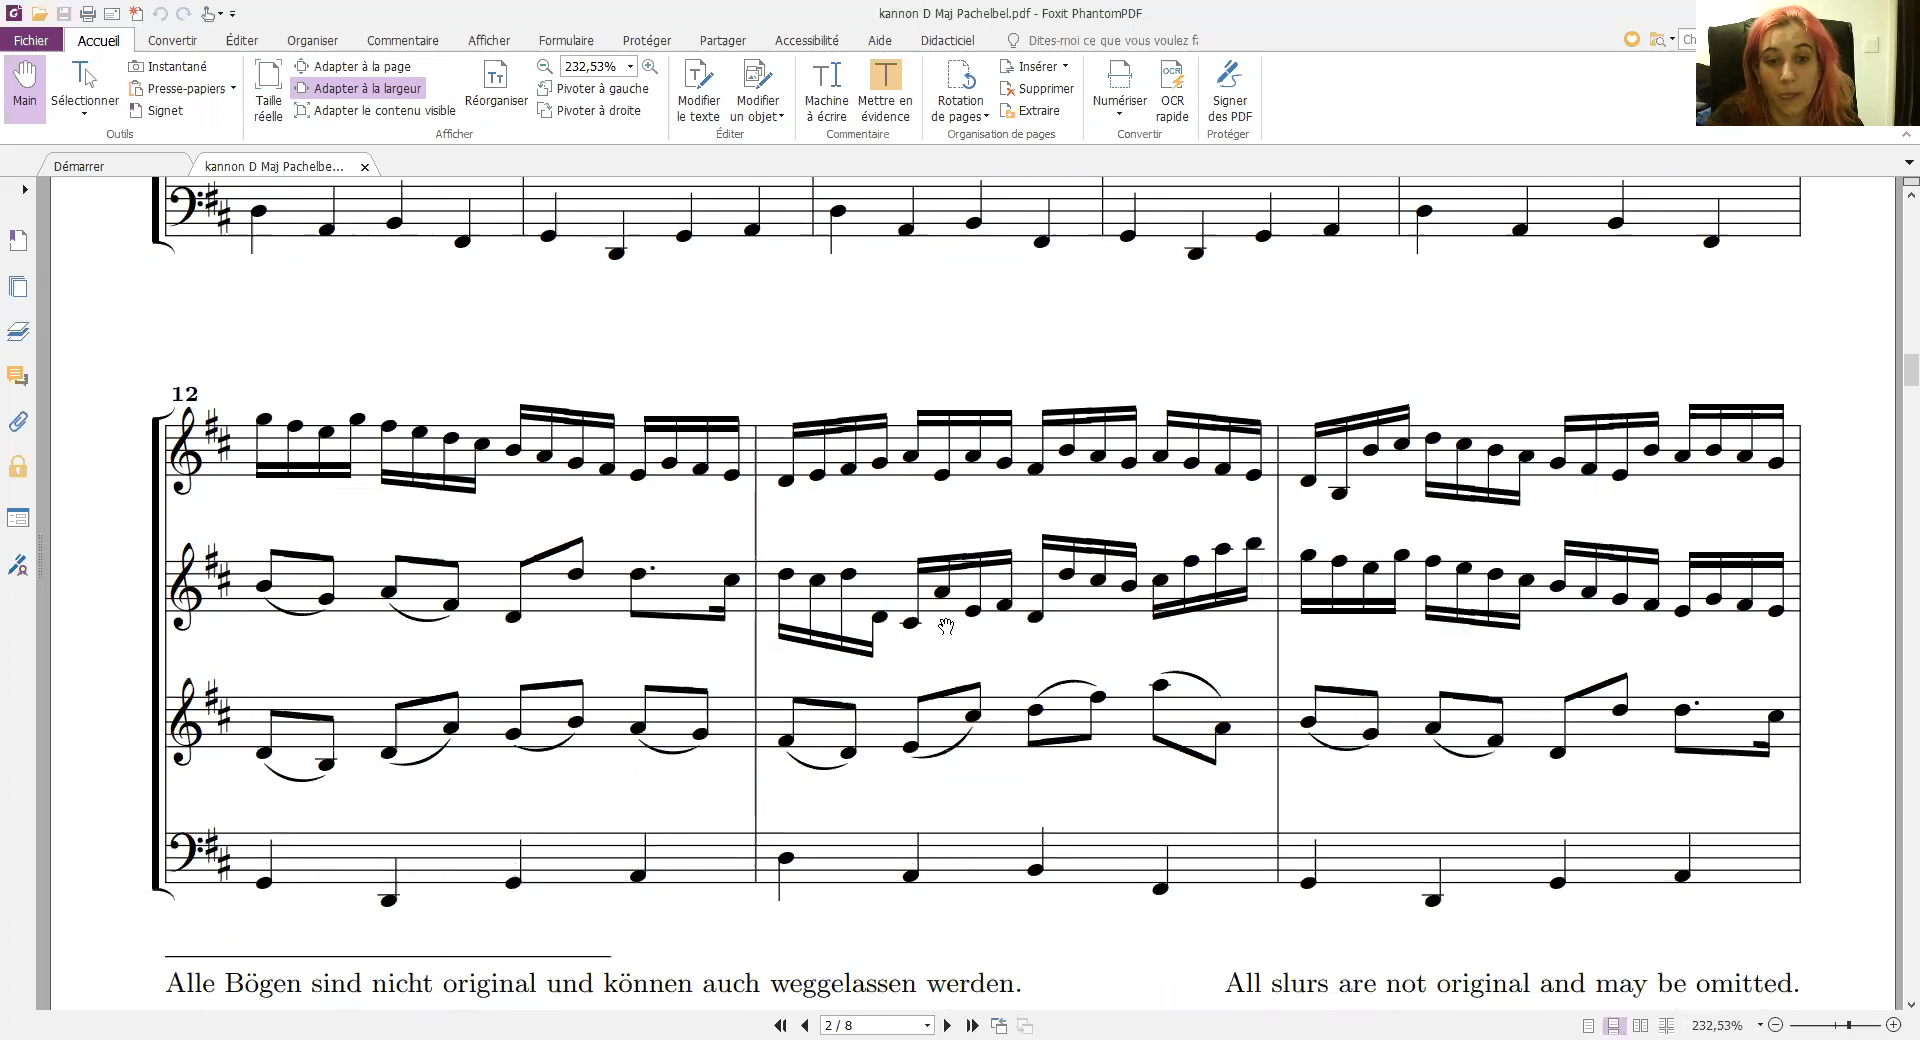 kannon D Maj Pachelbel.pdf - Foxit PhantomPDF
Fichier Accueil Convertir Éditer Organiser Commentaire Afficher Formulaire Protéger Partager Accessibilité Aide Didacticiel Dites-moi ce que vous voulez fa Ch
Main
Sélectionner
Instantané
Presse-papiers
Signet
Outils
Taille réelle
Adapter à la page
Adapter à la largeur
Adapter le contenu visible
Réorganiser
232,53%
Pivoter à gauche
Pivoter à droite
Afficher
Modifier le texte
Modifier un objet
Éditer
Machine à écrire
Mettre en évidence
Commentaire
Rotation de pages
Insérer
Supprimer
Extraire
Organisation de pages
Numériser
OCR
OCR rapide
Convertir
Signer des PDF
Protéger
Démarrer
kannon D Maj Pachelbe...
12
Alle Bögen sind nicht original und können auch weggelassen werden.
All slurs are not original and may be omitted.
2 / 8
232,53%